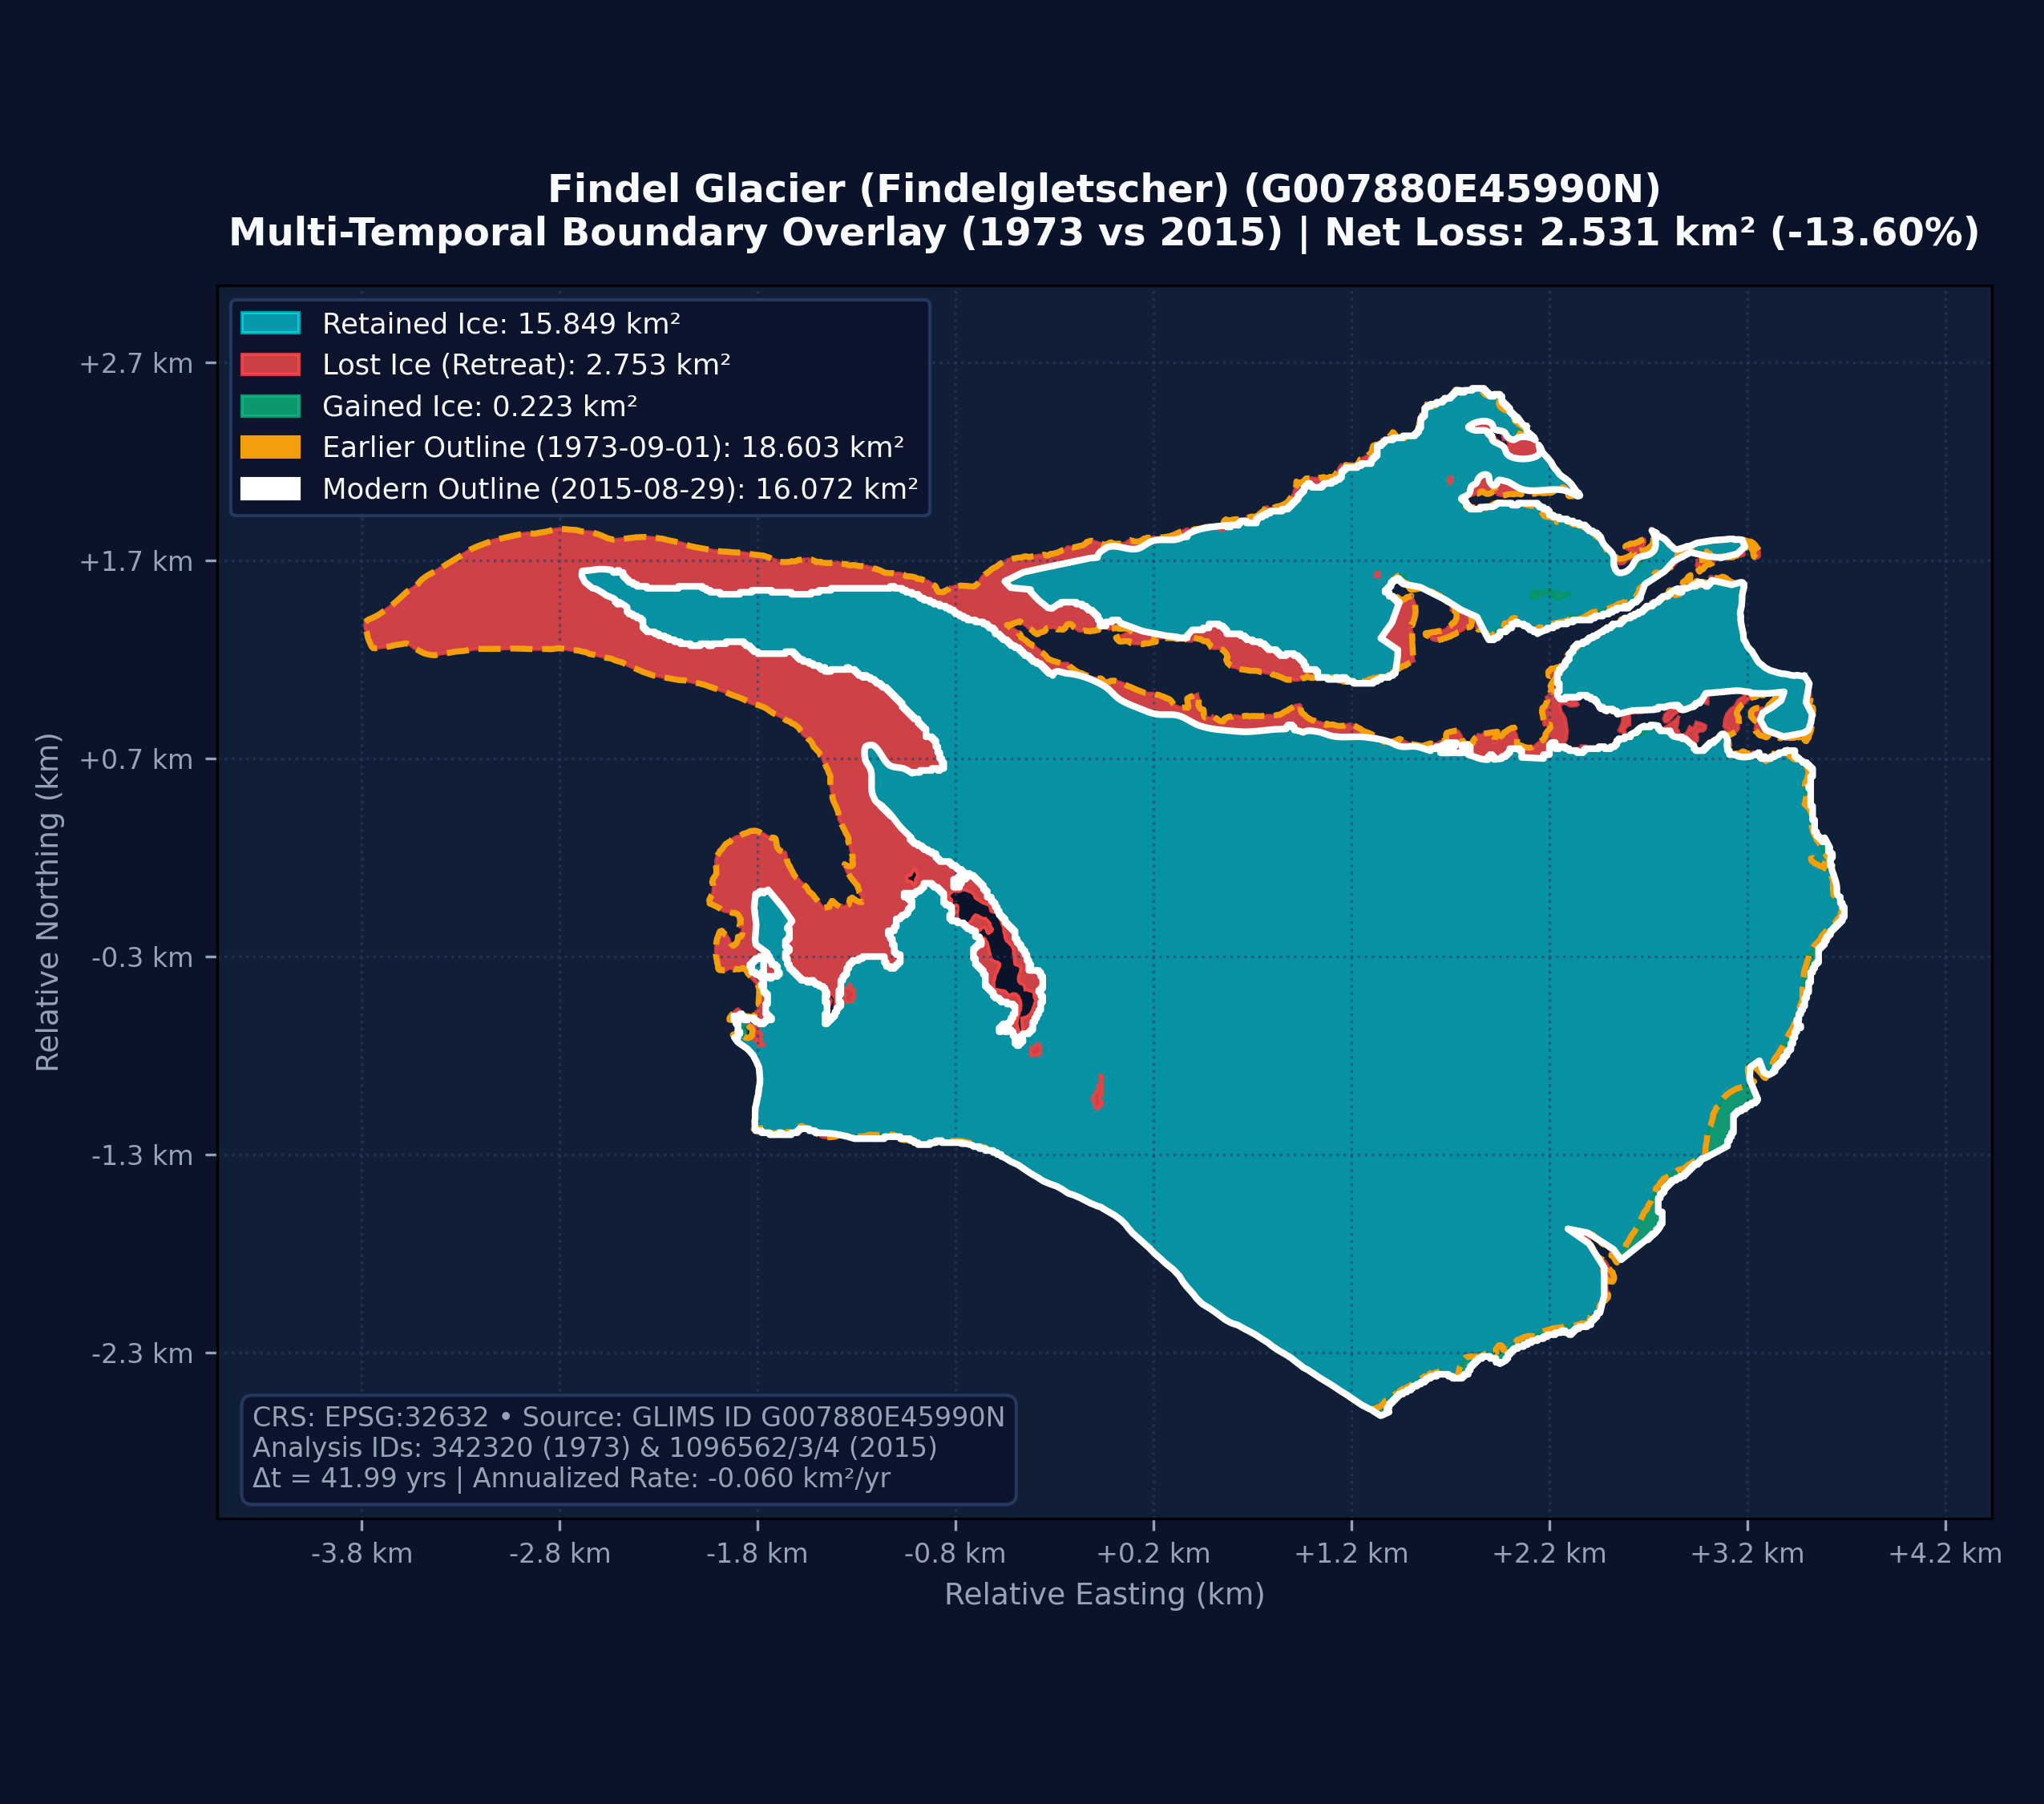 Findel Glacier (Findelgletscher) (G007880E45990N)
Multi-Temporal Boundary Overlay (1973 vs 2015) | Net Loss: 2.531 km² (-13.60%)
Retained Ice: 15.849 km²
Lost Ice (Retreat): 2.753 km²
Gained Ice: 0.223 km²
Earlier Outline (1973-09-01): 18.603 km²
Modern Outline (2015-08-29): 16.072 km²
+2.7 km
+1.7 km
+0.7 km
-0.3 km
-1.3 km
-2.3 km
Relative Northing (km)
CRS: EPSG:32632 • Source: GLIMS ID G007880E45990N
Analysis IDs: 342320 (1973) & 1096562/3/4 (2015)
Δt = 41.99 yrs | Annualized Rate: -0.060 km²/yr
-3.8 km
-2.8 km
-1.8 km
-0.8 km
+0.2 km
+1.2 km
+2.2 km
+3.2 km
+4.2 km
Relative Easting (km)